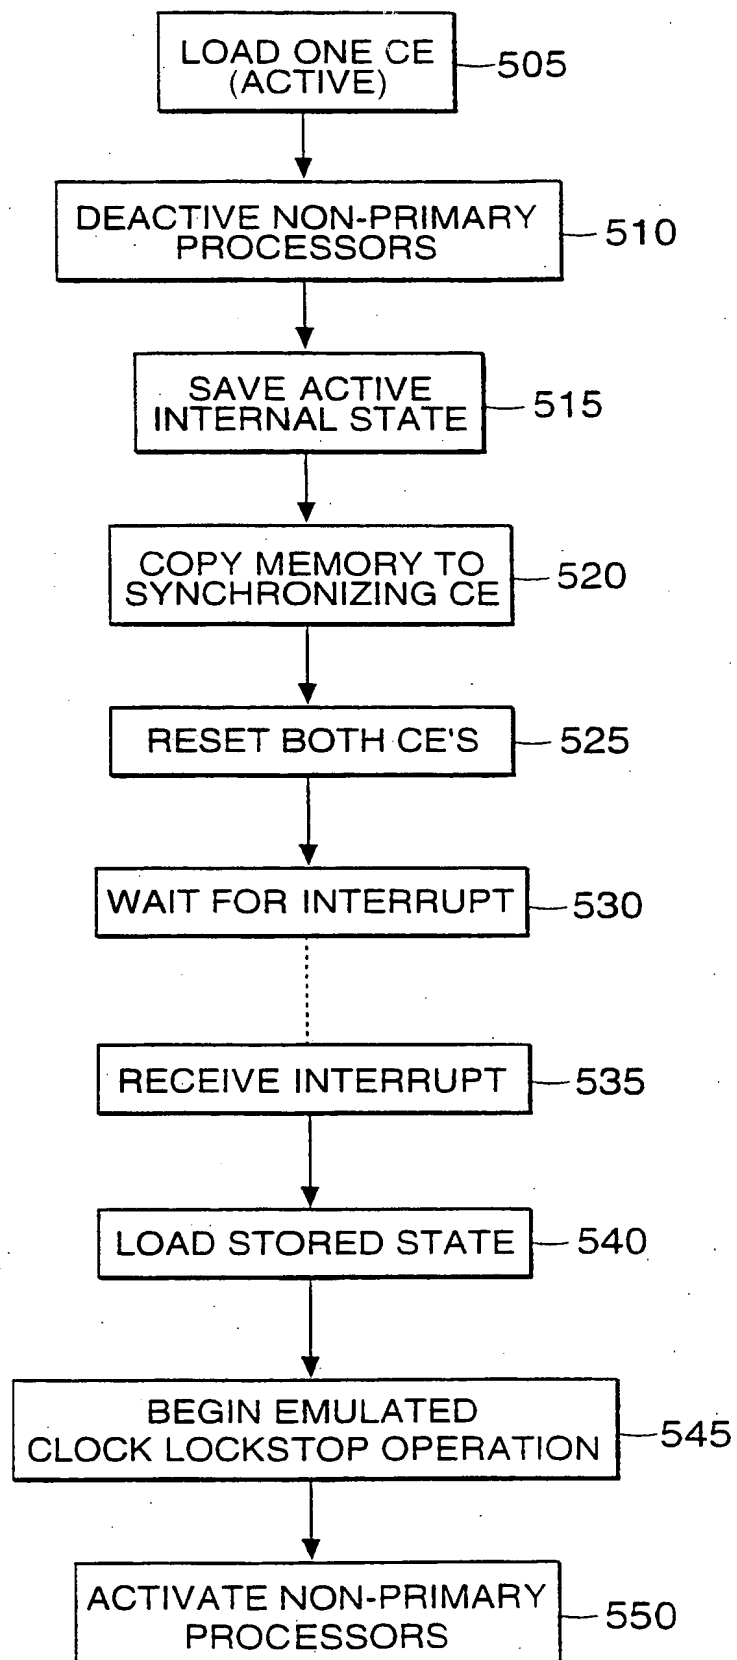 LOAD ONE CE
(ACTIVE)
505
DEACTIVE NON-PRIMARY
PROCESSORS
510
SAVE ACTIVE
INTERNAL STATE
515
COPY MEMORY TO
SYNCHRONIZING CE
520
RESET BOTH CE'S
525
WAIT FOR INTERRUPT
530
RECEIVE INTERRUPT
535
LOAD STORED STATE
540
BEGIN EMULATED
CLOCK LOCKSTOP OPERATION
545
ACTIVATE NON-PRIMARY
PROCESSORS
550